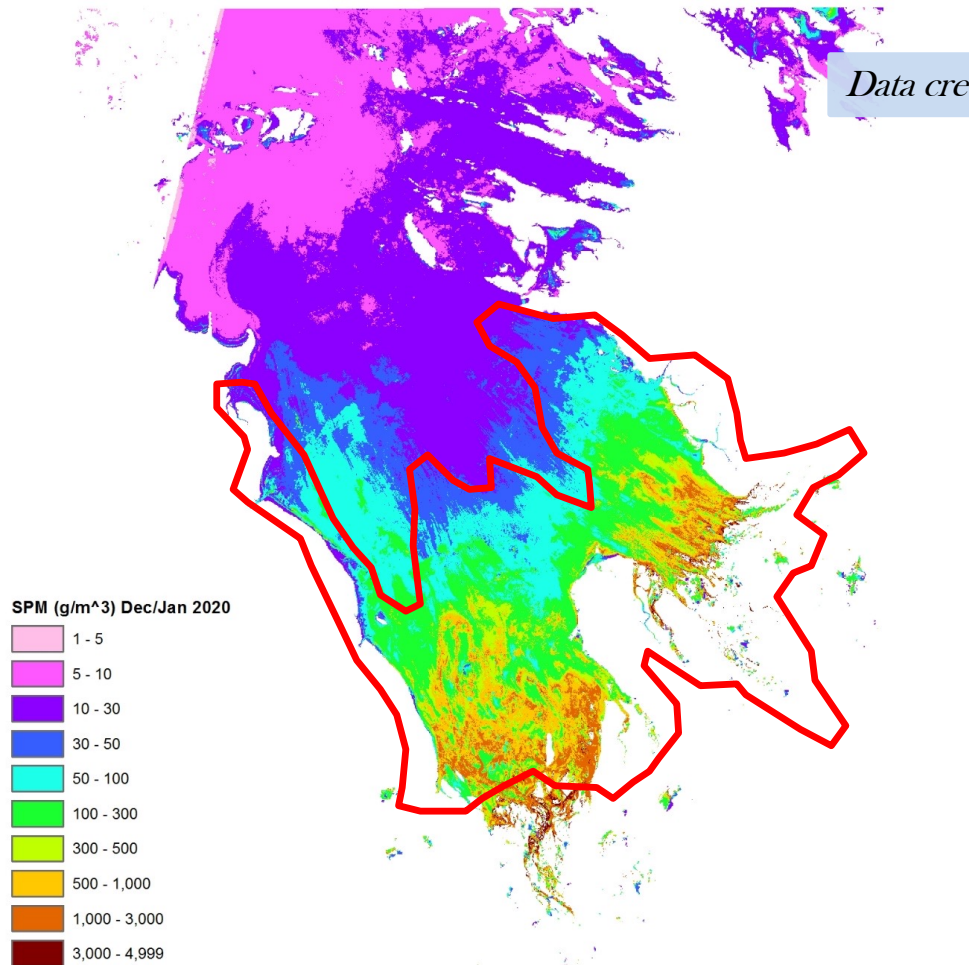 Data cre
SPM (g/m^3) Dec/Jan 2020
1 - 5
5 - 10
10 - 30
30 - 50
50 - 100
100 - 300
300 - 500
500 - 1,000
1,000 - 3,000
3,000 - 4,999